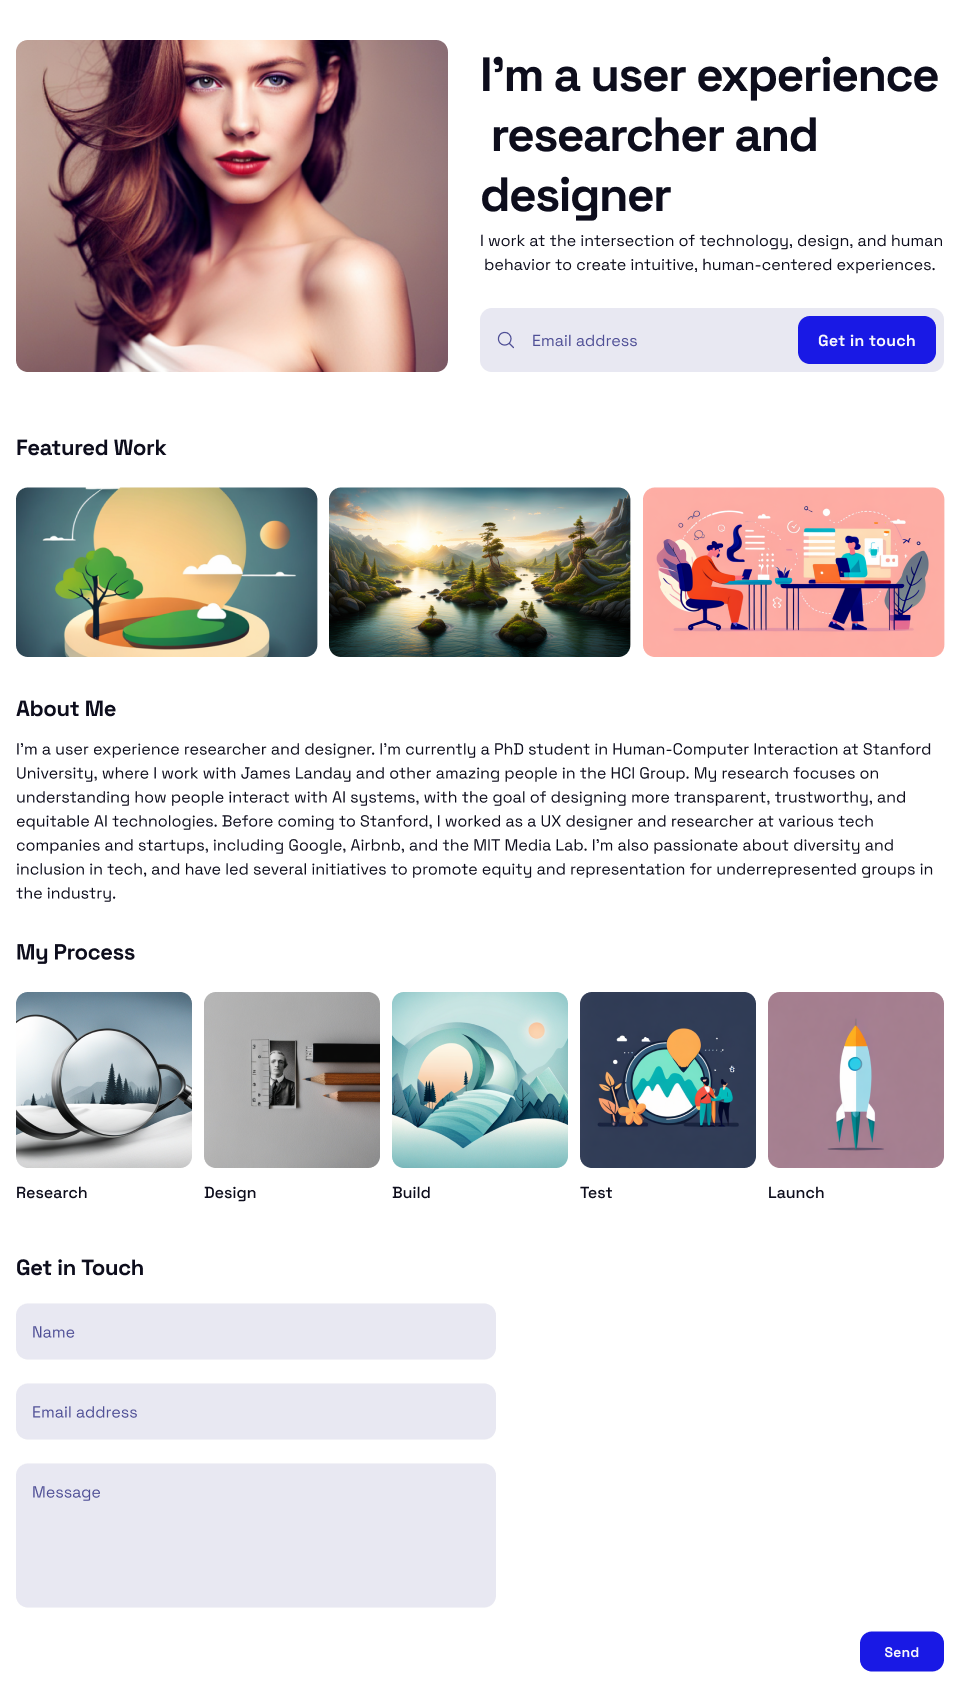 I'm a user experience
researcher and
designer
I work at the intersection of technology, design, and human
behavior to create intuitive, human-centered experiences.
Email address
Get in touch
Featured Work
About Me
I'm a user experience researcher and designer. I'm currently a PhD student in Human-Computer Interaction at Stanford
University, where I work with James Landay and other amazing people in the HCI Group. My research focuses on
understanding how people interact with AI systems, with the goal of designing more transparent, trustworthy, and
equitable AI technologies. Before coming to Stanford, I worked as a UX designer and researcher at various tech
companies and startups, including Google, Airbnb, and the MIT Media Lab. I'm also passionate about diversity and
inclusion in tech, and have led several initiatives to promote equity and representation for underrepresented groups in
the industry.
My Process
Research
Design
Build
Test
Launch
Get in Touch
Name
Email address
Message
Send